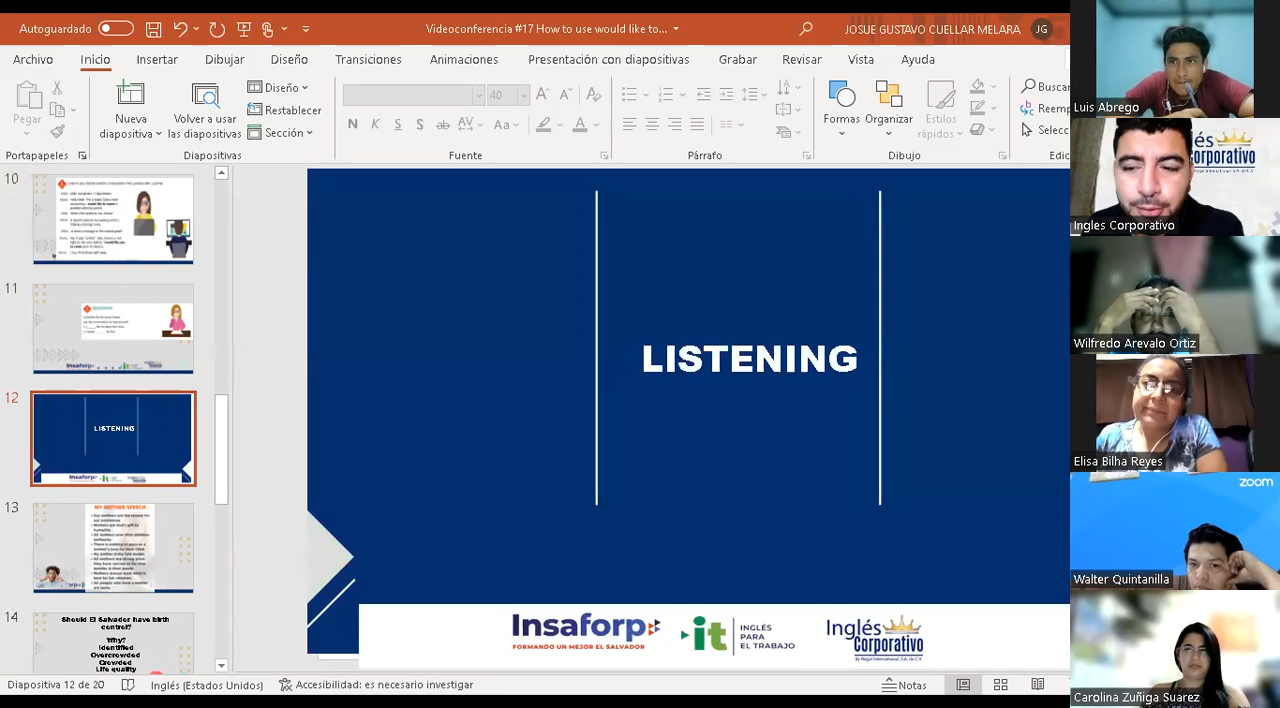 Autoguardado
Videoconferencia #17 How to use would like to...
JOSUE GUSTAVO CUELLAR MELARA
JG
Archivo
Inicio
Insertar
Dibujar
Diseño
Transiciones
Animaciones
Presentación con diapositivas
Grabar
Revisar
Vista
Ayuda
Pegar
Portapapeles
Nueva
diapositiva
Volver a usar
las diapositivas
Diseño
Restablecer
Sección
Diapositivas
40
Fuente
Párrafo
Formas
Organizar
Estilos
rápidos
Dibujo
Buscar
Reemp
Selecc
Edic
10
11
12
LISTENING
13
MY MOTHER SPEECH
14
Should El Salvador have birth
control?
Why?
Identified
Overcrowded
Crowded
Life quality
LISTENING
Insaforp
FORMANDO UN MEJOR EL SALVADOR
it
INGLÉS
PARA
EL TRABAJO
Inglés
Corporativo
Diapositiva 12 de 20
Inglés (Estados Unidos)
Accesibilidad: es necesario investigar
Notas
Luis Abrego
Ingles Corporativo
Wilfredo Arevalo Ortiz
Elisa Bilha Reyes
zoom
Walter Quintanilla
Carolina Zuñiga Suarez